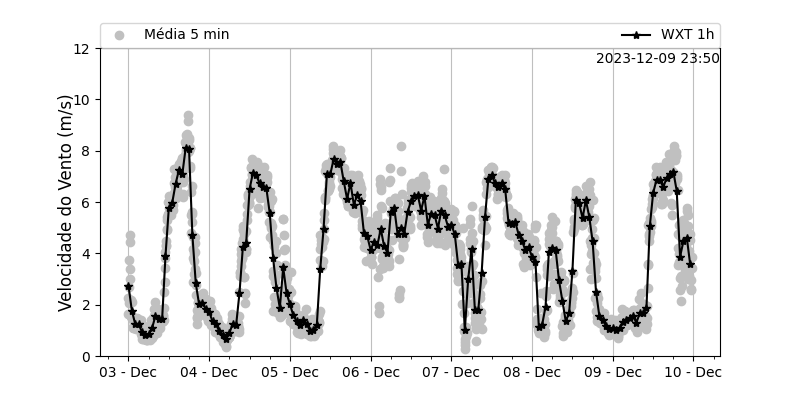 Média 5 min
WXT 1h
2023-12-09 23:50
Velocidade do Vento (m/s)
12
10
8
6
4
2
0
03 - Dec 04 - Dec 05 - Dec 06 - Dec 07 - Dec 08 - Dec 09 - Dec 10 - Dec